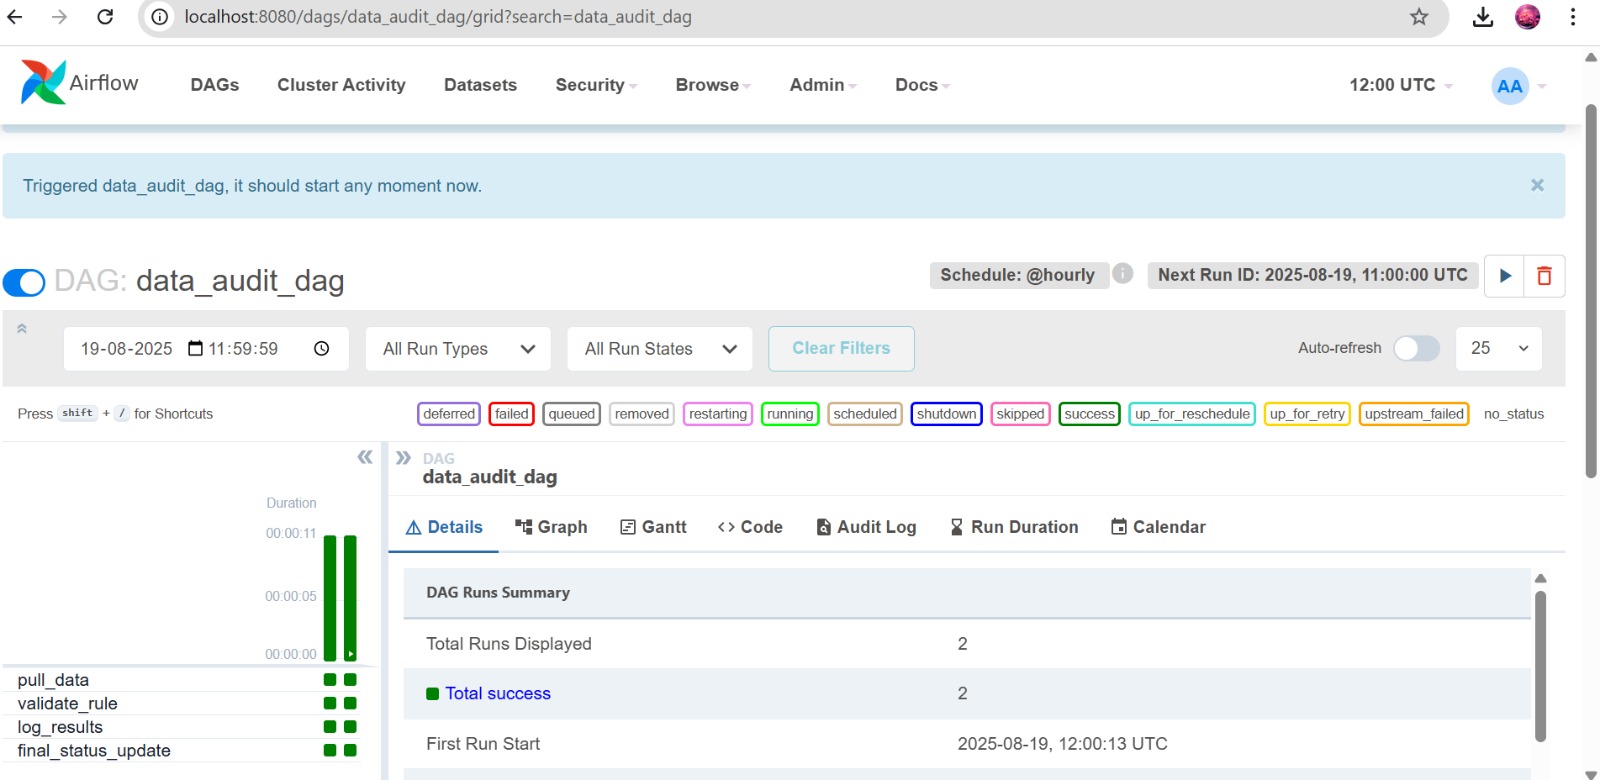 localhost:8080/dags/data_audit_dag/grid?search=data_audit_dag
Airflow DAGs Cluster Activity Datasets Security Browse Admin Docs 12:00 UTC AA
Triggered data_audit_dag, it should start any moment now. ×
DAG: data_audit_dag Schedule: @hourly Next Run ID: 2025-08-19, 11:00:00 UTC
19-08-2025 11:59:59 All Run Types All Run States Clear Filters Auto-refresh 25
Press shift + / for Shortcuts deferred failed queued removed restarting running scheduled shutdown skipped success up_for_reschedule up_for_retry upstream_failed no_status
DAG
data_audit_dag
Details Graph Gantt Code Audit Log Run Duration Calendar
Duration
00:00:11
00:00:05
00:00:00
pull_data
validate_rule
log_results
final_status_update
DAG Runs Summary
Total Runs Displayed 2
Total success 2
First Run Start 2025-08-19, 12:00:13 UTC